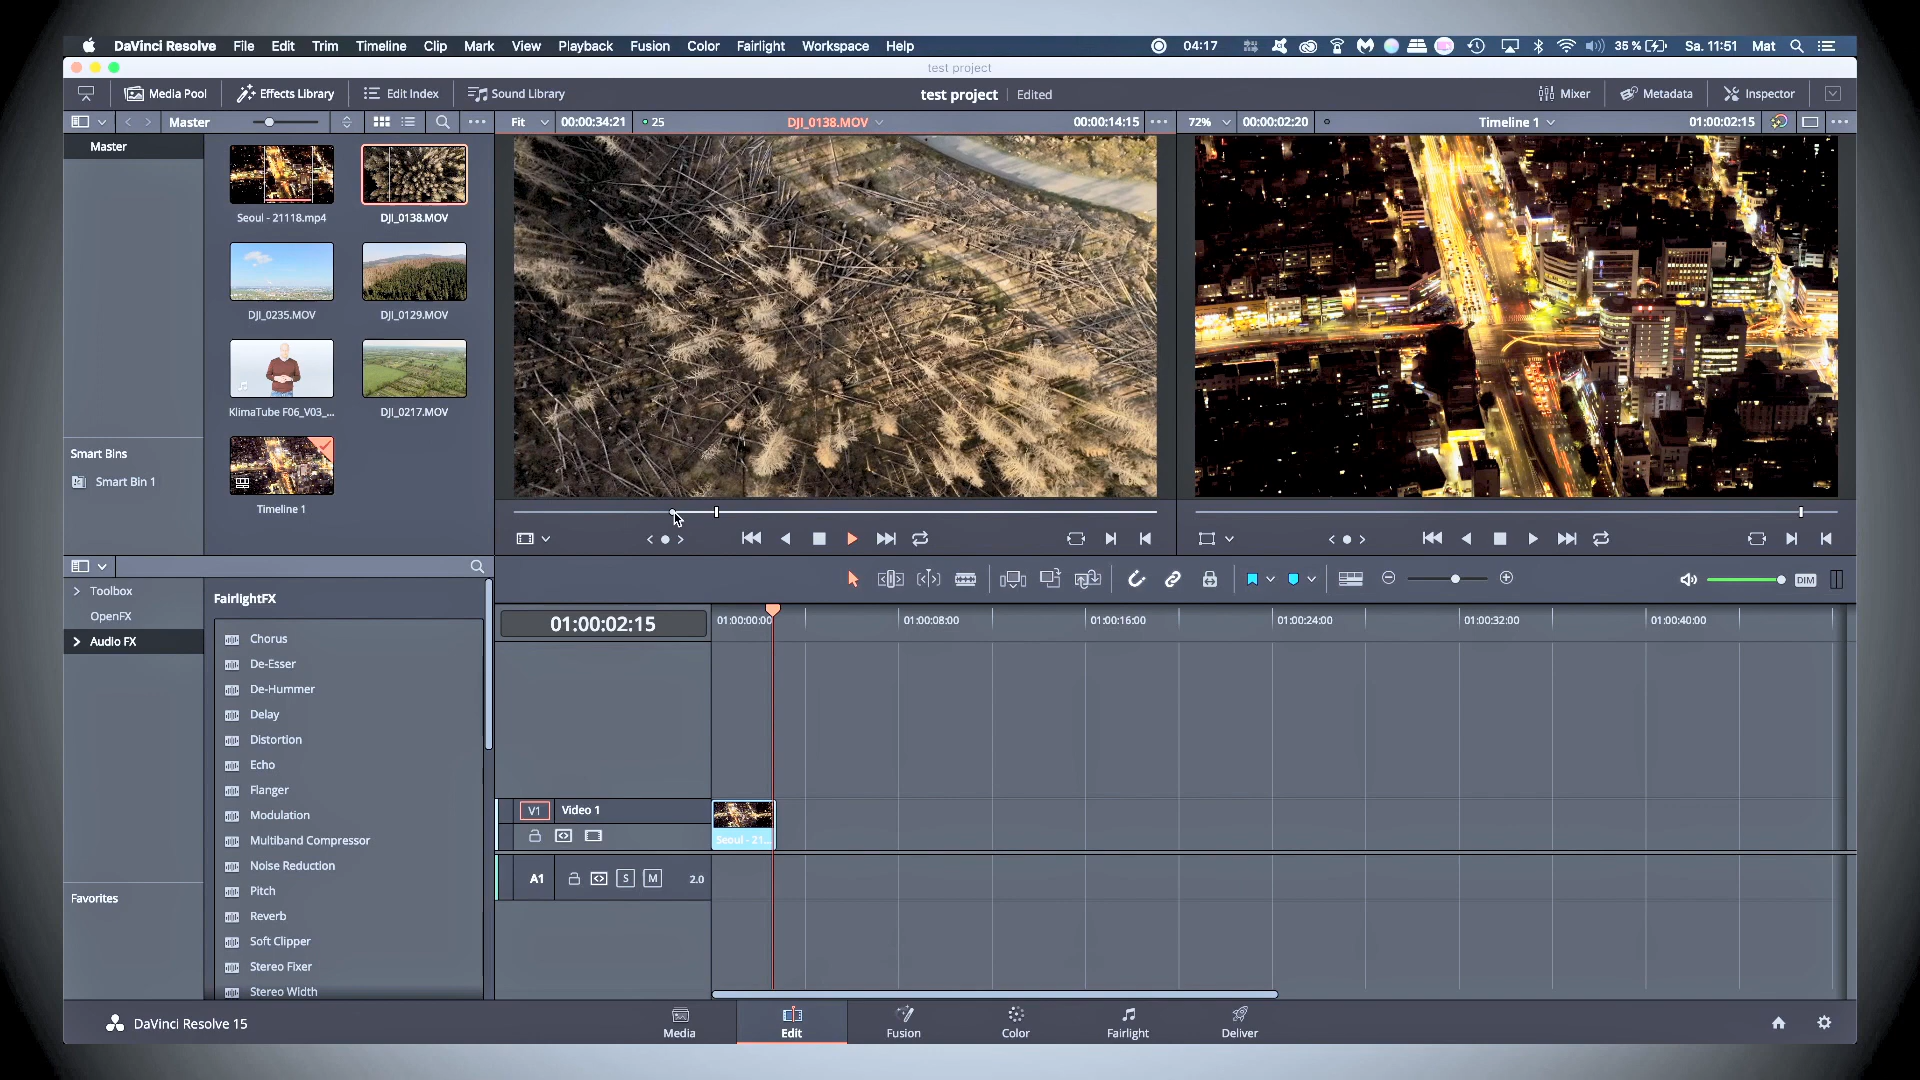 DaVinci Resolve File Edit Trim Timeline Clip Mark View Playback Fusion Color Fairlight Workspace Help 04:17 35 % Sa. 11:51 Mat
test project
Media Pool Effects Library Edit Index Sound Library test project Edited Mixer Metadata Inspector
Master Fit 00:00:34:21 25 DJI_0138.MOV 00:00:14:15 72% 00:00:02:20 Timeline 1 01:00:02:15
Master
Seoul - 21118.mp4 DJI_0138.MOV
DJI_0235.MOV DJI_0129.MOV
KlimaTube F06_V03_... DJI_0217.MOV
Timeline 1
Smart Bins
Smart Bin 1
Toolbox
OpenFX
Audio FX
Favorites
FairlightFX
Chorus
De-Esser
De-Hummer
Delay
Distortion
Echo
Flanger
Modulation
Multiband Compressor
Noise Reduction
Pitch
Reverb
Soft Clipper
Stereo Fixer
Stereo Width
DIM
01:00:02:15 01:00:00:00 01:00:08:00 01:00:16:00 01:00:24:00 01:00:32:00 01:00:40:00
V1 Video 1
Seoul - 21...
A1 S M 2.0
DaVinci Resolve 15 Media Edit Fusion Color Fairlight Deliver